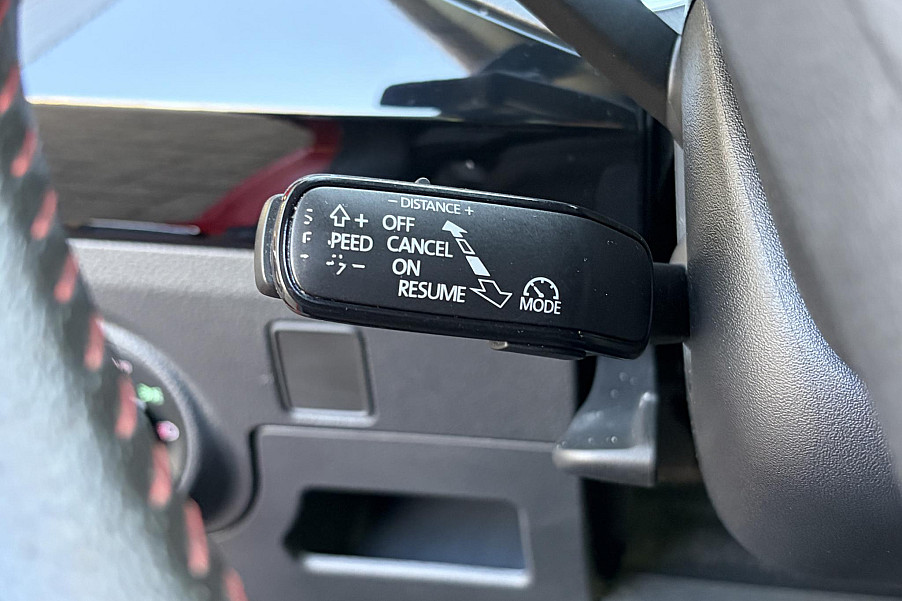 - DISTANCE +
+ OFF
PEED CANCEL
- ON
RESUME
MODE